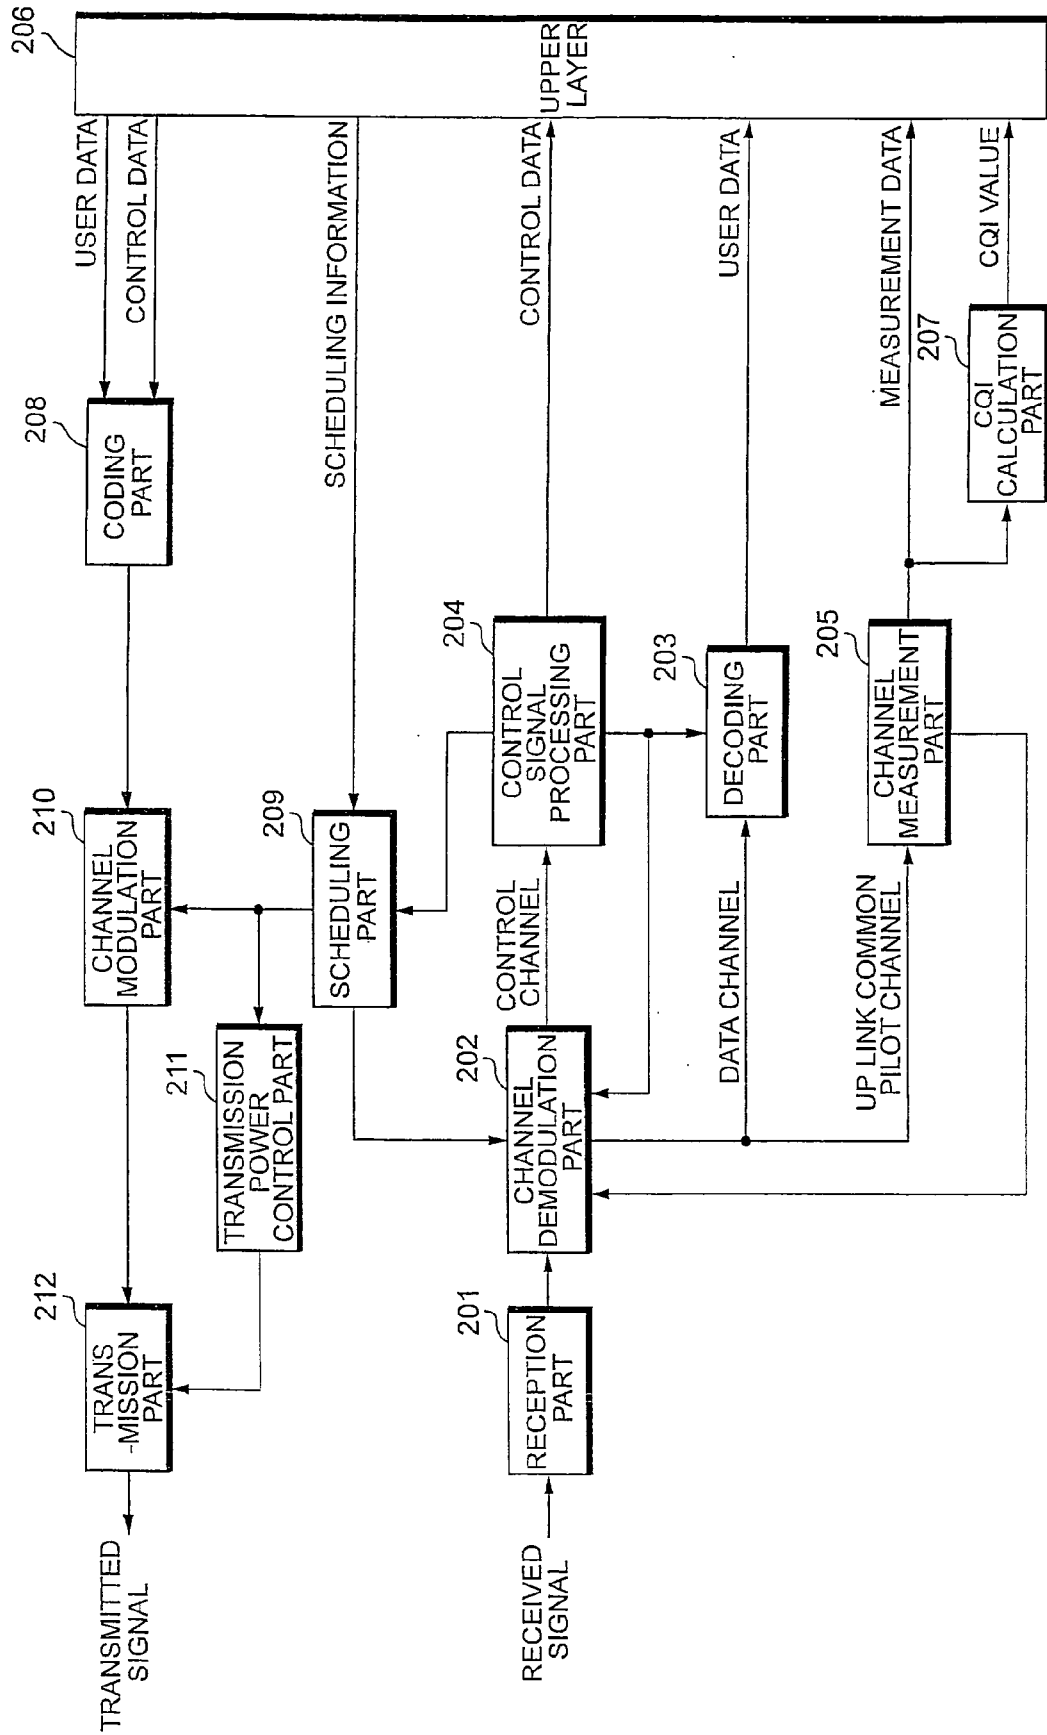 206
UPPER
LAYER
USER DATA
CONTROL DATA
SCHEDULING INFORMATION
CONTROL DATA
USER DATA
MEASUREMENT DATA
CQI VALUE
208
CODING
PART
207
CQI
CALCULATION
PART
210
CHANNEL
MODULATION
PART
209
SCHEDULING
PART
204
CONTROL
SIGNAL
PROCESSING
PART
203
DECODING
PART
205
CHANNEL
MEASUREMENT
PART
211
TRANSMISSION
POWER
CONTROL PART
202
CHANNEL
DEMODULATION
PART
CONTROL
CHANNEL
DATA CHANNEL
UP LINK COMMON
PILOT CHANNEL
212
TRANS
-MISSION
PART
201
RECEPTION
PART
TRANSMITTED
SIGNAL
RECEIVED
SIGNAL